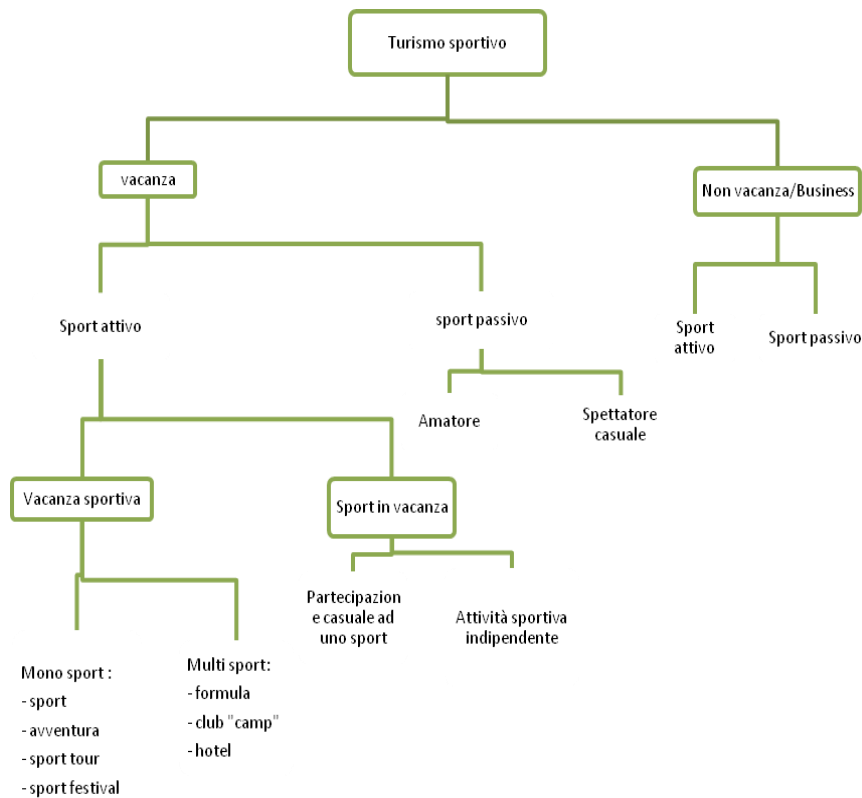 Turismo sportivo
vacanza
Non vacanza/Business
Sport attivo
sport passivo
Sport
attivo
Sport passivo
Amatore
Spettatore
casuale
Vacanza sportiva
Sport in vacanza
Partecipazion
e casuale ad
uno sport
Attività sportiva
indipendente
Mono sport :
- sport
- avventura
- sport tour
- sport festival
Multi sport:
- formula
- club "camp"
- hotel